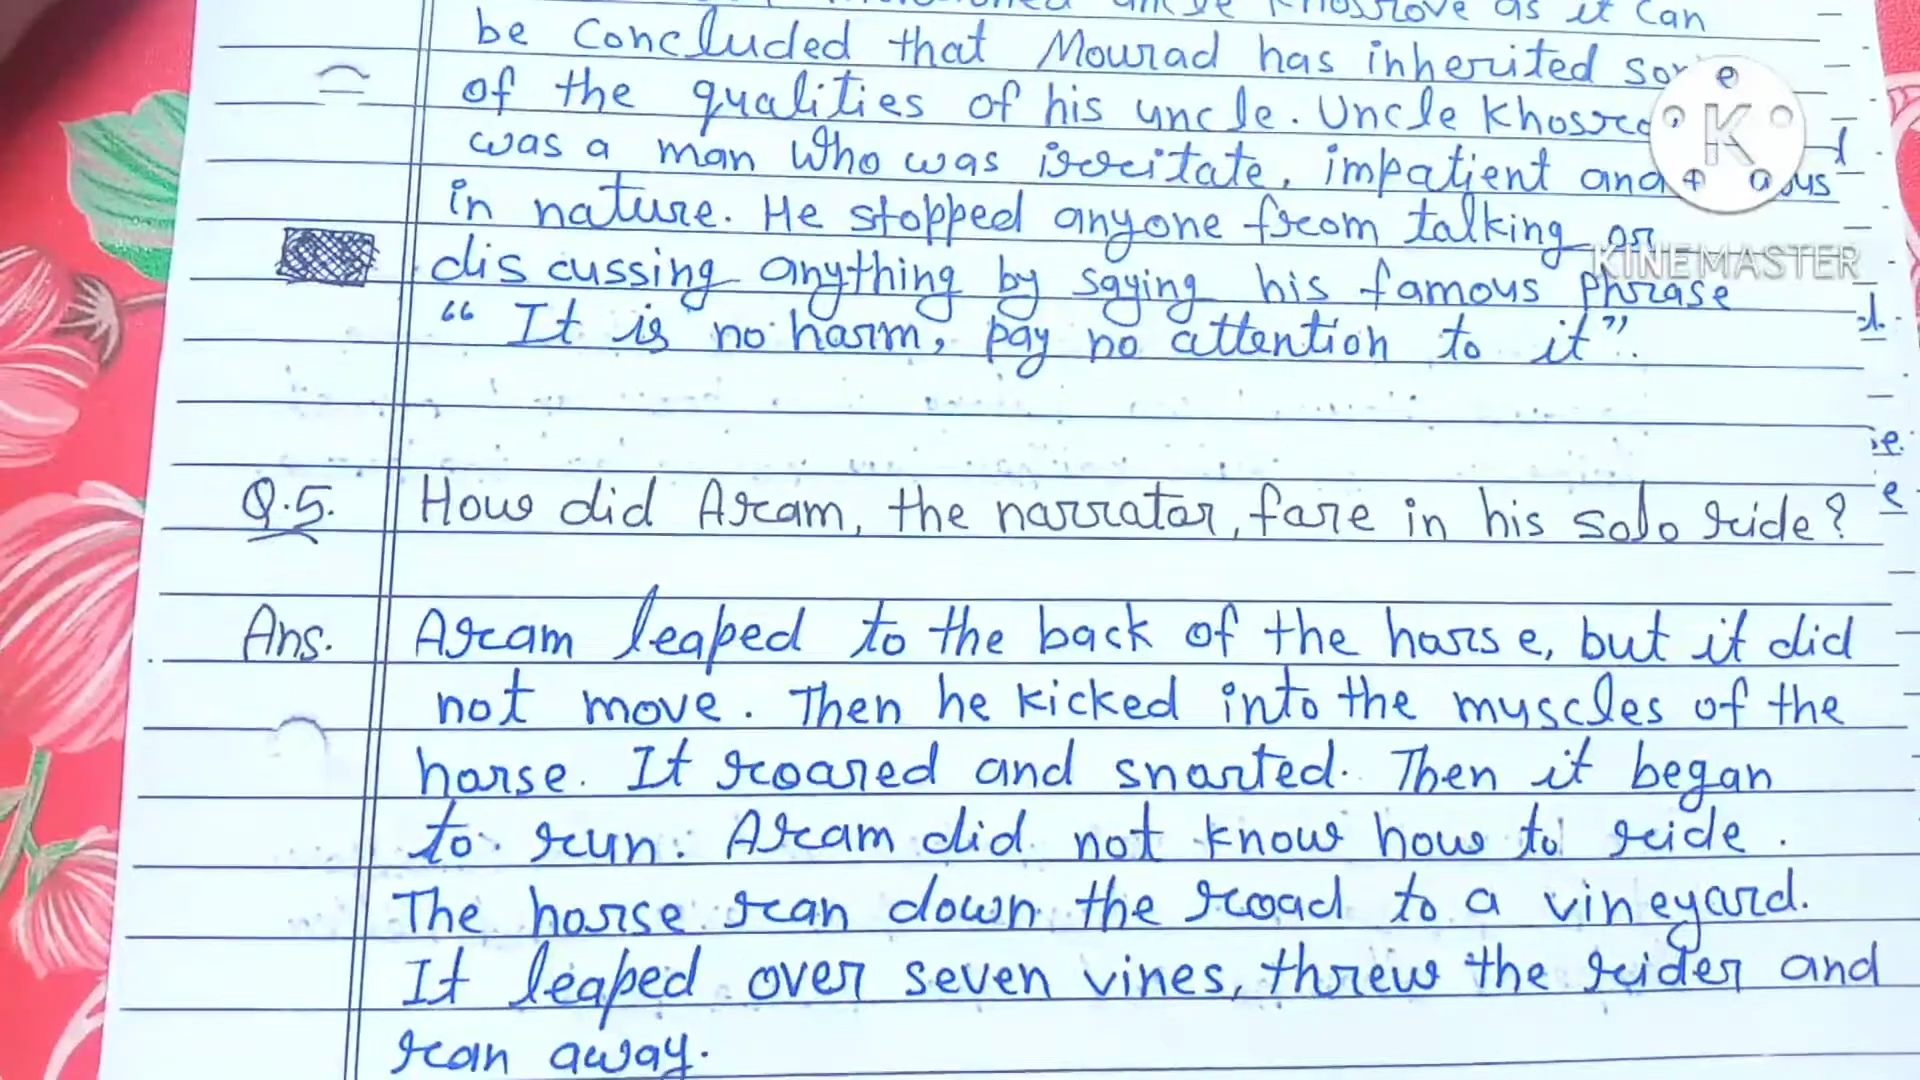 Khosrove as it can
be concluded that Mourad has inherited some
of the qualities of his uncle. Uncle Khosro
was a man who was irritate, impatient and
in nature. He stopped anyone from talking or
discussing anything by saying his famous phrase
“ It is no harm, pay no attention to it”.
Q.5. How did Aram, the narrator, fare in his solo ride?
Ans. Aram leaped to the back of the horse, but it did
not move. Then he kicked into the muscles of the
horse. It roared and snorted. Then it began
to run. Aram did not know how to ride.
The horse ran down the road to a vineyard.
It leaped over seven vines, threw the rider and
ran away.
K
KINEMASTER